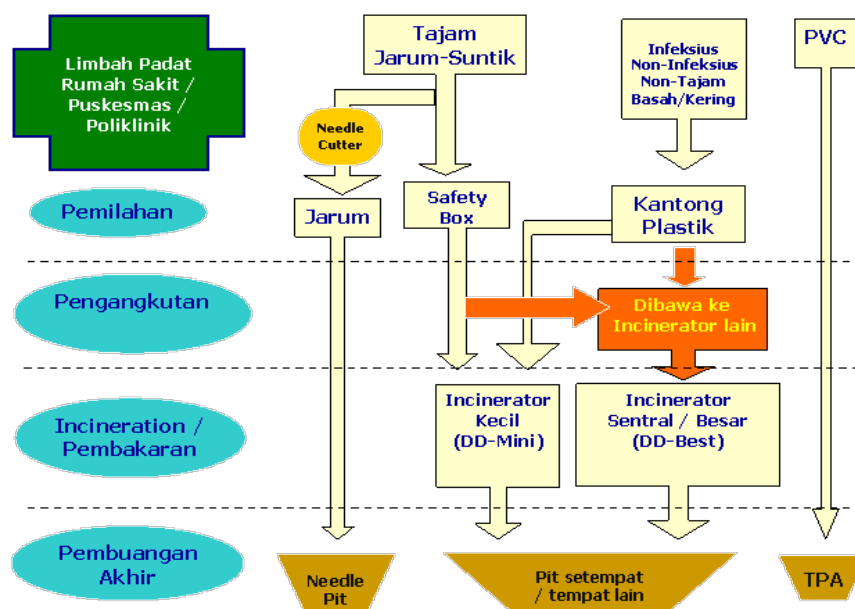 Limbah Padat
Rumah Sakit /
Puskesmas /
Poliklinik
Tajam
Jarum-Suntik
Infeksius
Non-Infeksius
Non-Tajam
Basah/Kering
PVC
Needle
Cutter
Pemilahan
Jarum
Safety
Box
Kantong
Plastik
Pengangkutan
Dibawa ke
Incinerator lain
Incineration /
Pembakaran
Incinerator
Kecil
(DD-Mini)
Incinerator
Sentral / Besar
(DD-Best)
Pembuangan
Akhir
Needle
Pit
Pit setempat
/ tempat lain
TPA